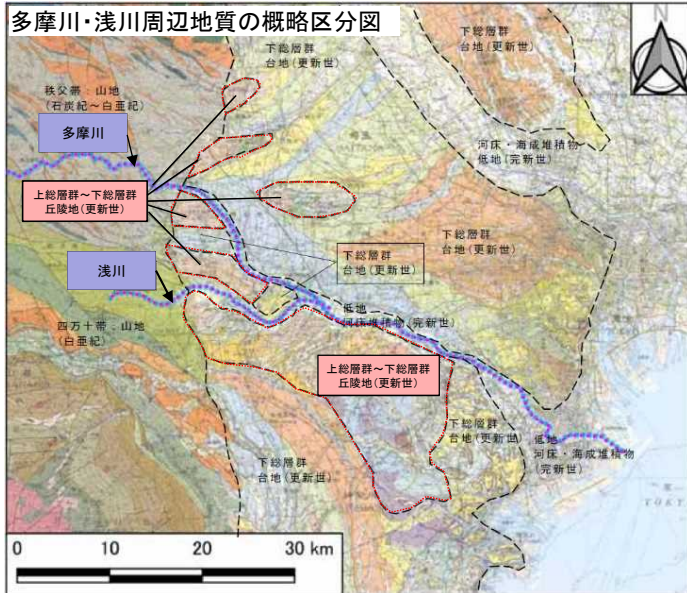 多摩川・浅川周辺地質の概略区分図
N
下総層群
台地(更新世)
下総層群
台地(更新世)
秩父帯:山地
(石炭紀~白亜紀)
多摩川
河床・海成堆積物
低地(完新世)
上総層群~下総層群
丘陵地(更新世)
下総層群
台地(更新世)
下総層群
台地(更新世)
浅川
低地
河床堆積物(完新世)
四万十帯:山地
(白亜紀)
上総層群~下総層群
丘陵地(更新世)
下総層群
台地(更新世)
低地
河床・海成堆積物
(完新世)
下総層群
台地(更新世)
TOKY
0 10 20 30 km